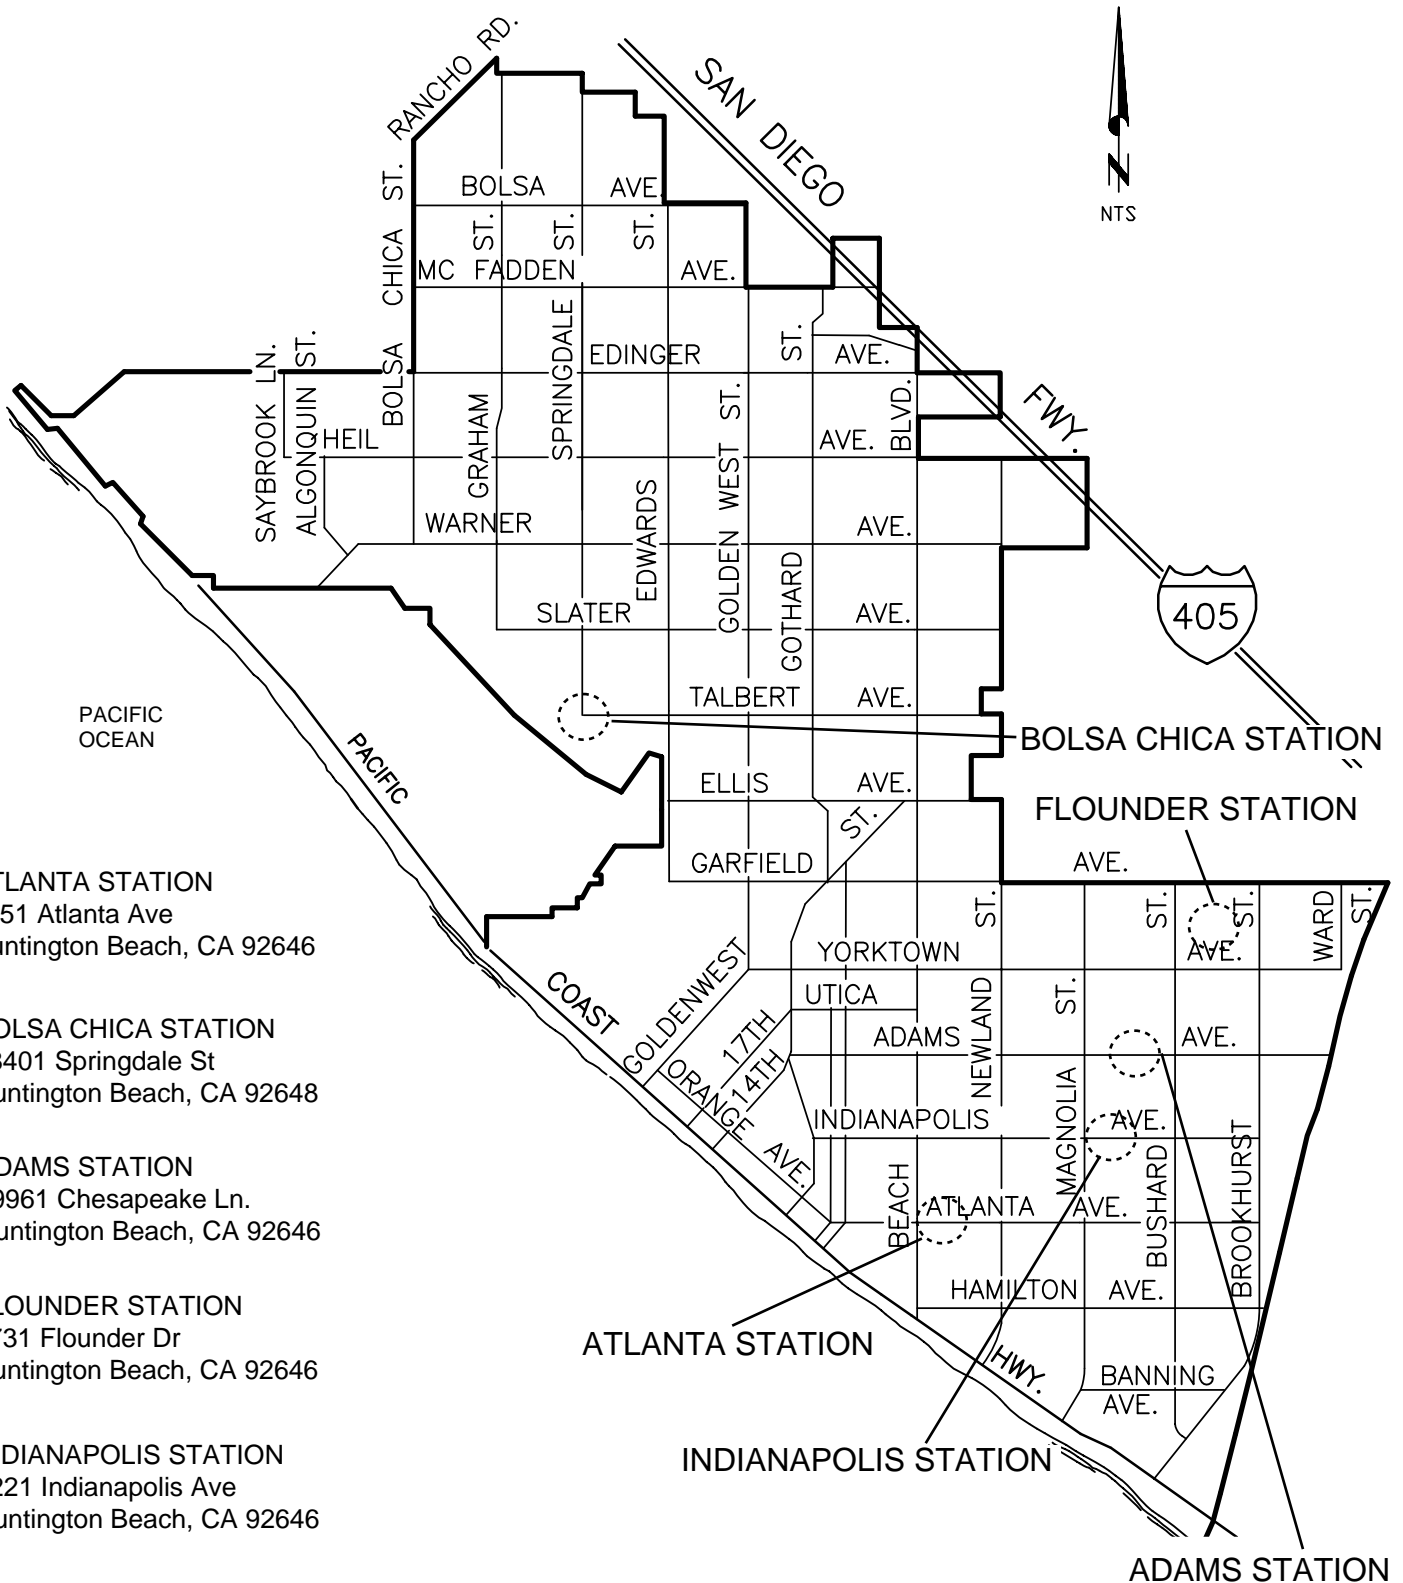 RANCHO RD.
SAN DIEGO
NTS
BOLSA AVE.
BOLSA CHICA ST.
ST.
ST.
ST.
MC FADDEN AVE.
SAYBROOK LN.
ALGONQUIN ST.
GRAHAM
SPRINGDALE
EDINGER AVE.
ST.
FWY.
HEIL AVE.
BLVD.
GOLDEN WEST ST.
EDWARDS
WARNER AVE.
GOTHARD
SLATER AVE.
405
TALBERT AVE.
PACIFIC
OCEAN
BOLSA CHICA STATION
PACIFIC
ELLIS AVE.
FLOUNDER STATION
ST.
GARFIELD AVE.
TLANTA STATION
51 Atlanta Ave
untington Beach, CA 92646
ST.
ST.
ST.
WARD ST.
YORKTOWN AVE.
COAST
GOLDENWEST
UTICA
17TH
14TH
ORANGE AVE.
NEWLAND
MAGNOLIA ST.
ADAMS AVE.
OLSA CHICA STATION
8401 Springdale St
untington Beach, CA 92648
INDIANAPOLIS AVE.
DAMS STATION
9961 Chesapeake Ln.
untington Beach, CA 92646
BEACH
ATLANTA AVE.
BUSHARD
BROOKHURST
HAMILTON AVE.
LOUNDER STATION
731 Flounder Dr
untington Beach, CA 92646
ATLANTA STATION
HWY.
BANNING
AVE.
INDIANAPOLIS STATION
DIANAPOLIS STATION
221 Indianapolis Ave
untington Beach, CA 92646
ADAMS STATION